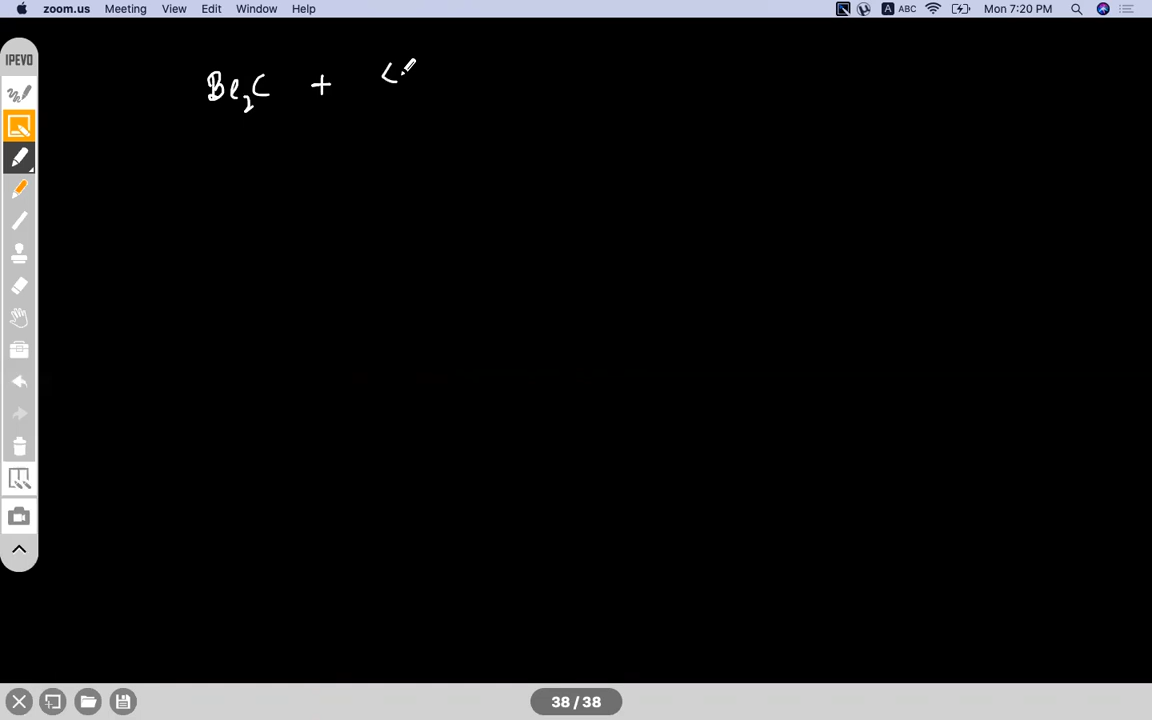 zoom.us Meeting View Edit Window Help A ABC Mon 7:20 PM
IPEVO
Be₂C +
38 / 38